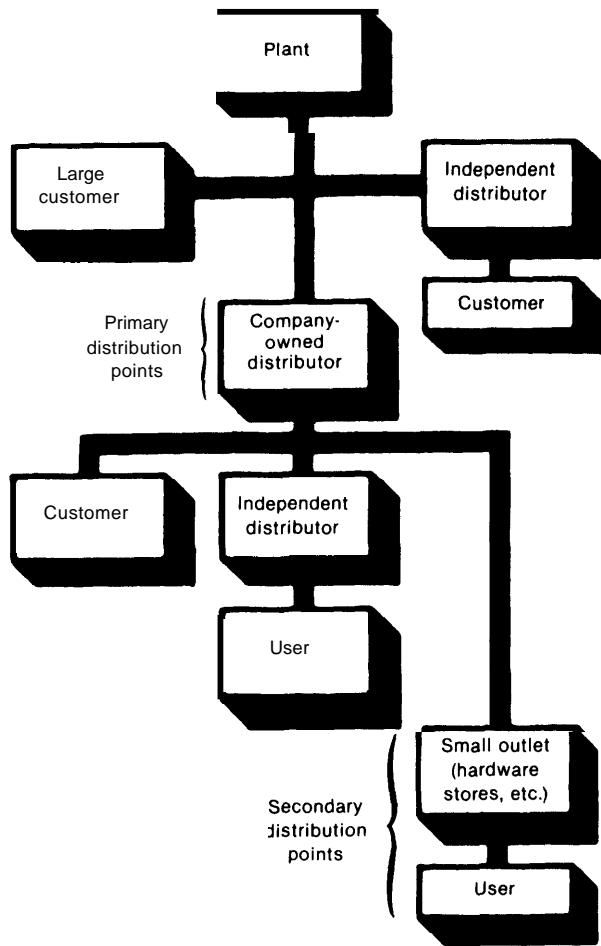 Plant
Large
customer
Independent
distributor
Customer
Primary
distribution
points
Company-
owned
distributor
Customer
Independent
distributor
User
Small outlet
(hardware
stores, etc.)
Secondary
distribution
points
User